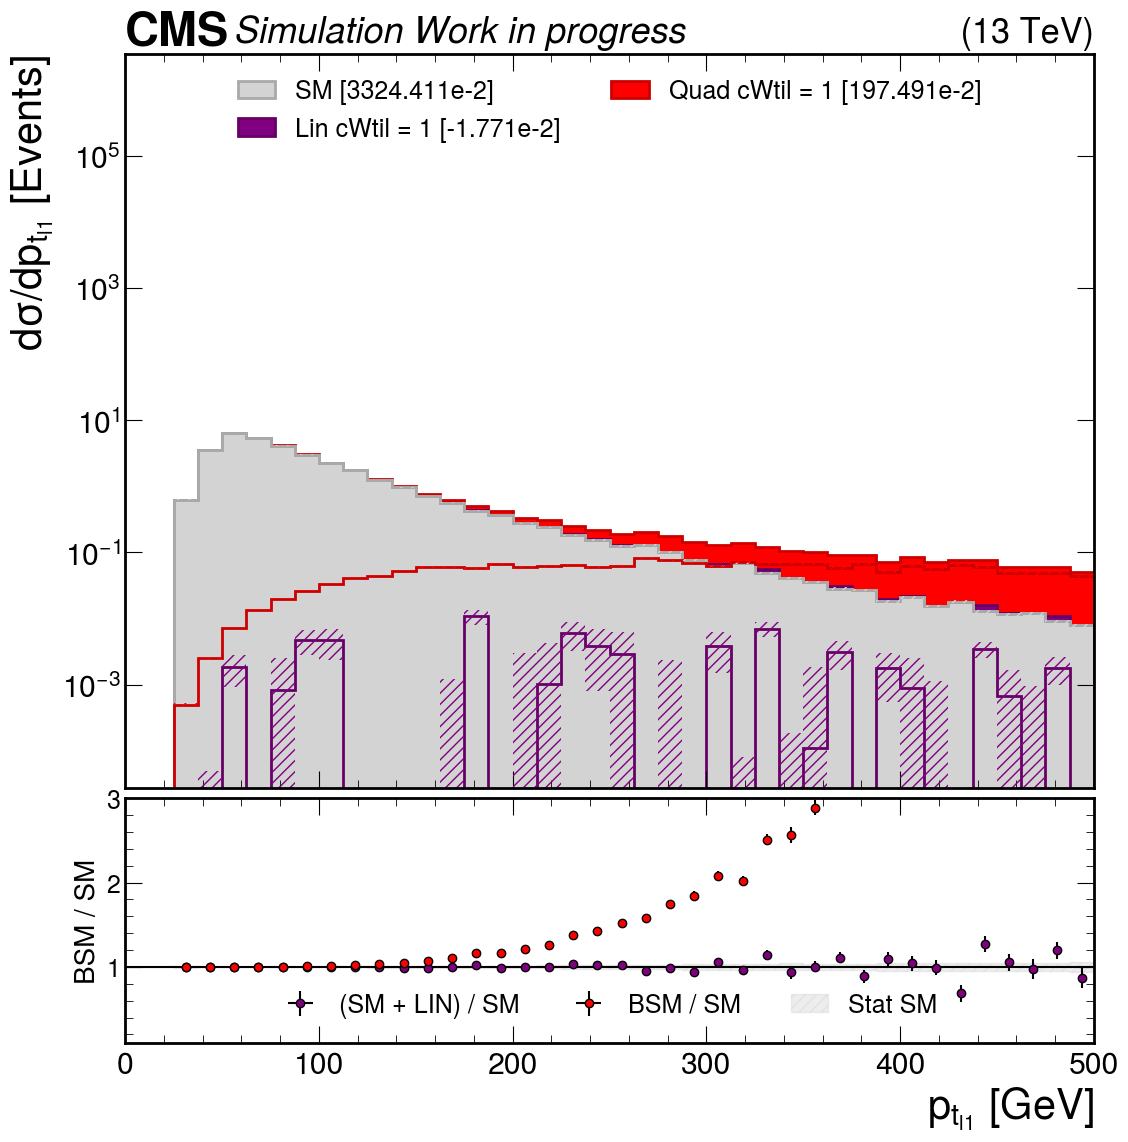 CMS Simulation Work in progress (13 TeV)
SM [3324.411e-2]
Quad cWtil = 1 [197.491e-2]
Lin cWtil = 1 [-1.771e-2]
dσ/dp_{t_{l1}} [Events]
10^5
10^3
10^1
10^{−1}
10^{−3}
BSM / SM
3
2
1
(SM + LIN) / SM
BSM / SM
Stat SM
0 100 200 300 400 500
p_{t_{l1}} [GeV]